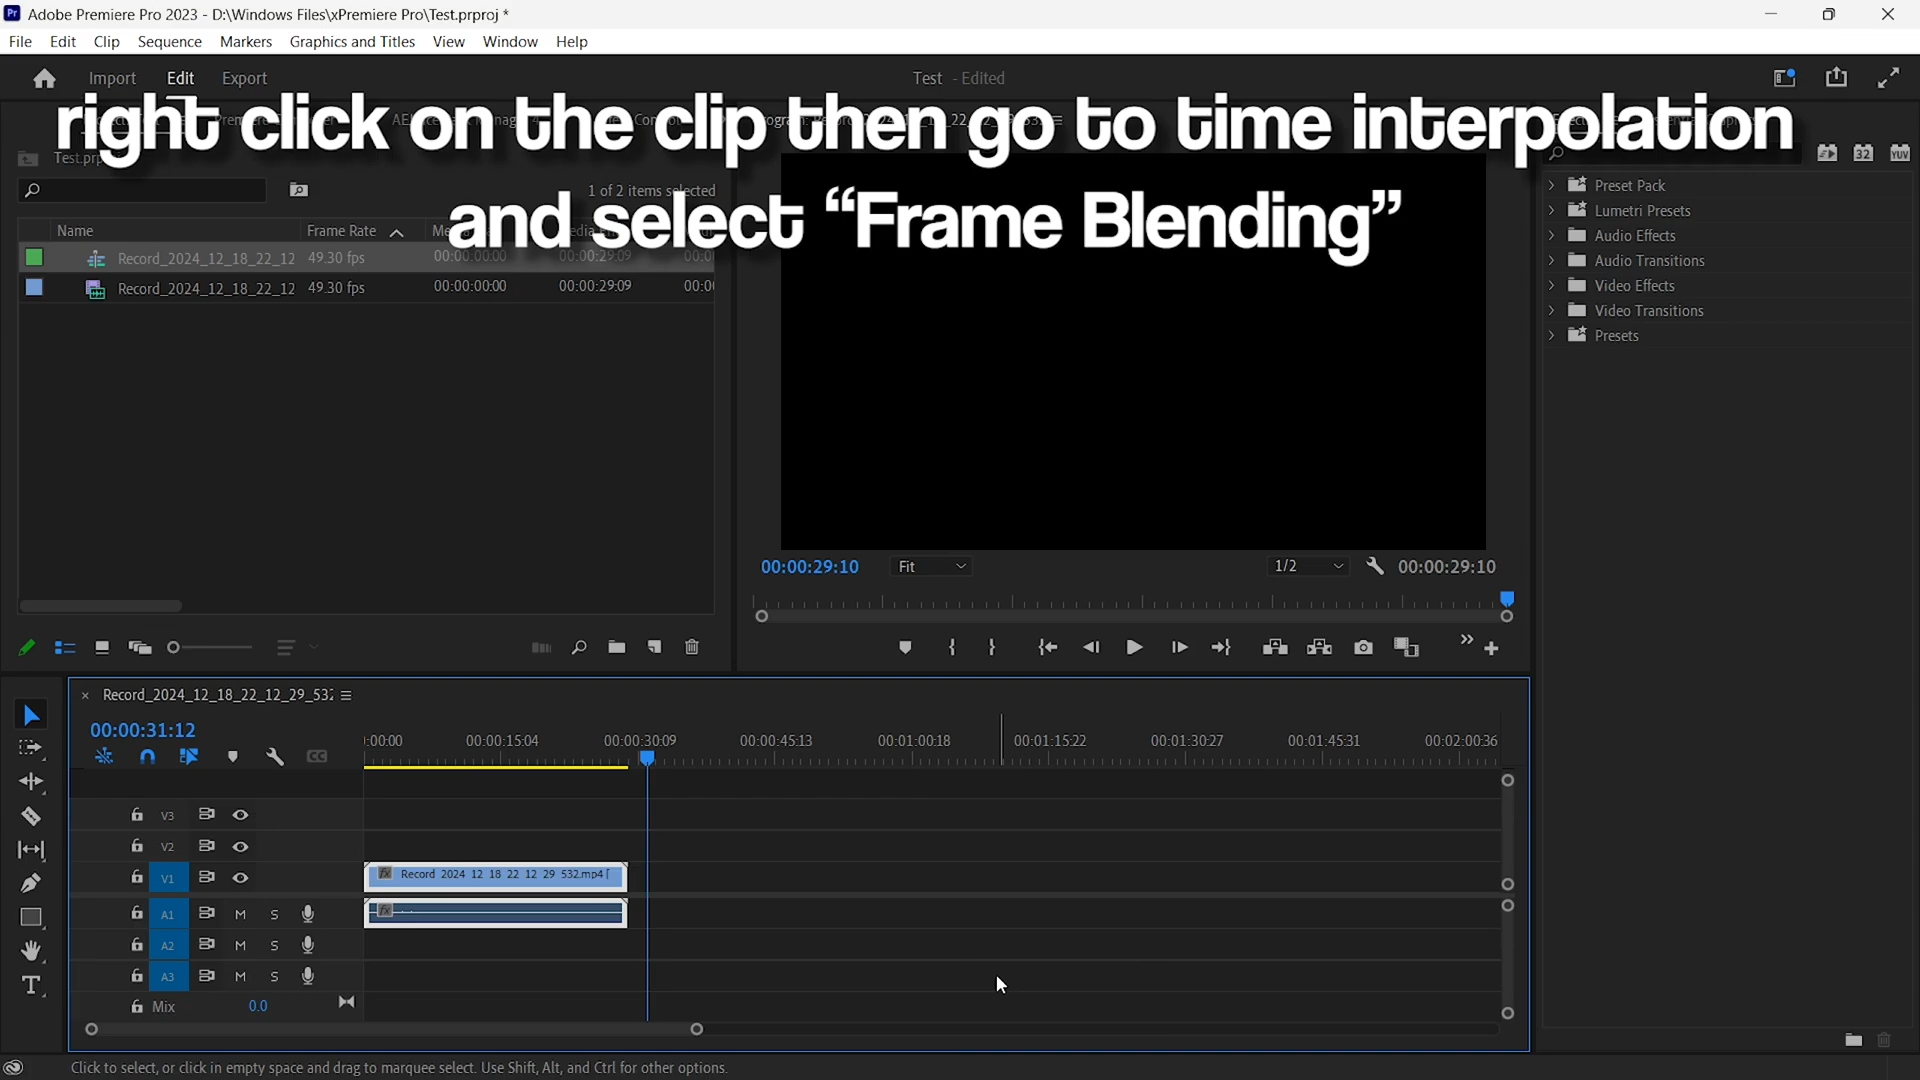 Adobe Premiere Pro 2023 - D:\Windows Files\xPremiere Pro\Test.prproj *
File Edit Clip Sequence Markers Graphics and Titles View Window Help
Import Edit Export
Test - Edited
right click on the clip then go to time interpolation
and select “Frame Blending”
1 of 2 items selected
Name Frame Rate
Record_2024_12_18_22_12 49.30 fps 00:00:00:00 00:00:29:09
Record_2024_12_18_22_12 49.30 fps 00:00:00:00 00:00:29:09 00:0
32 YUV
Preset Pack
Lumetri Presets
Audio Effects
Audio Transitions
Video Effects
Video Transitions
Presets
00:00:29:10 Fit 1/2 00:00:29:10
Record_2024_12_18_22_12_29_532
00:00:31:12
:00:00 00:00:15:04 00:00:30:09 00:00:45:13 00:01:00:18 00:01:15:22 00:01:30:27 00:01:45:31 00:02:00:36
V3
V2
V1 fx Record_2024_12_18_22_12_29_532.mp4 [
A1 M S fx
A2 M S
A3 M S
Mix 0.0
Click to select, or click in empty space and drag to marquee select. Use Shift, Alt, and Ctrl for other options.